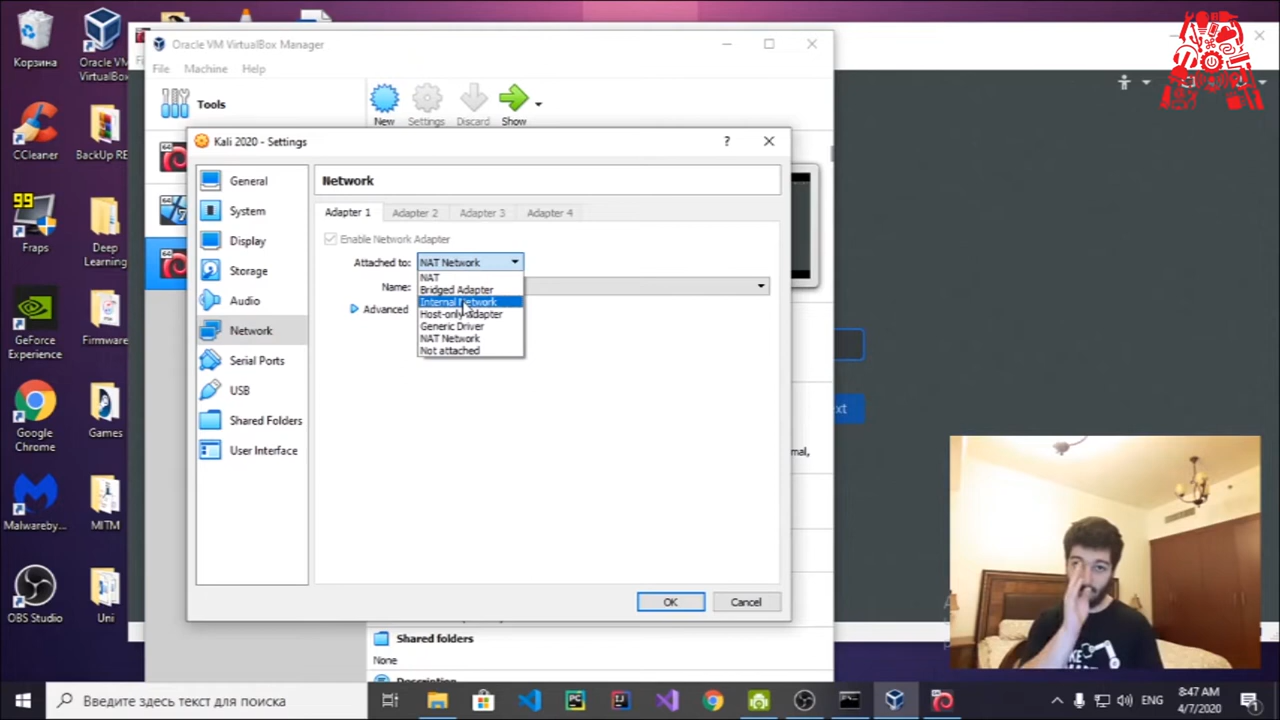 Корзина
Oracle VM
VirtualBox
CCleaner
BackUp RE
99
Fraps
Deep
Learning
GeForce
Experience
Firmware
Google
Chrome
Games
Malwareby...
MITM
OBS Studio
Uni
Oracle VM VirtualBox Manager
File Machine Help
Tools
New Settings Discard Show
Kali 2020 - Settings
?
General
System
Display
Storage
Audio
Network
Serial Ports
USB
Shared Folders
User Interface
Network
Adapter 1 Adapter 2 Adapter 3 Adapter 4
Enable Network Adapter
Attached to: NAT Network
NAT
Bridged Adapter
Internal Network
Host-only Adapter
Generic Driver
NAT Network
Not attached
Name:
Advanced
OK Cancel
Shared folders
None
Введите здесь текст для поиска
ENG
8:47 AM
4/7/2020